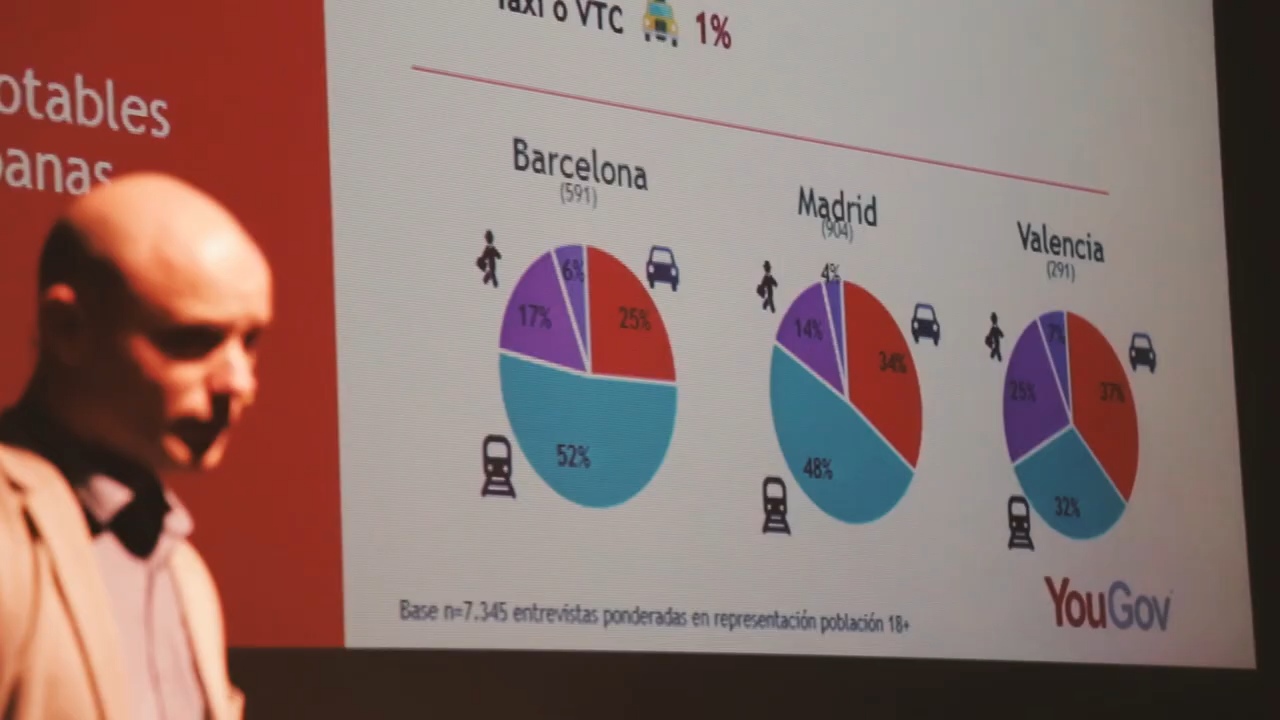 Taxi o VTC 1%
otables
banas
Barcelona
(591)
Madrid
(904)
Valencia
(291)
6%
25%
17%
52%
4%
34%
14%
48%
7%
37%
25%
32%
Base n=7.345 entrevistas ponderadas en representación población 18+
YouGov